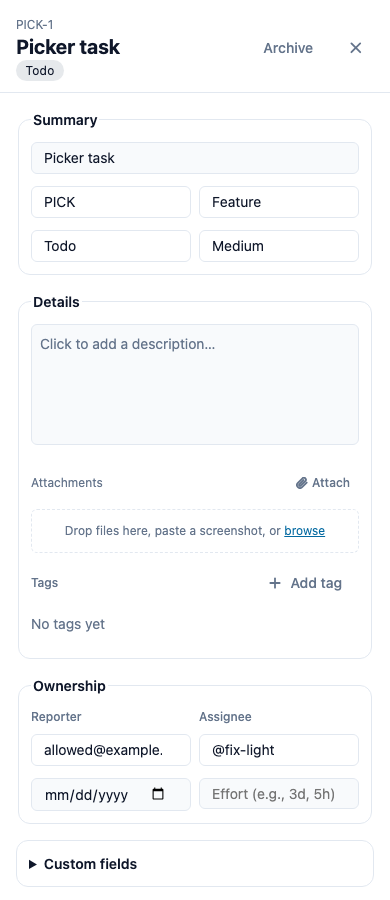 PICK-1
Picker task
Archive
Todo
Summary
Picker task
PICK
Feature
Todo
Medium
Details
Click to add a description...
Attachments
Attach
Drop files here, paste a screenshot, or browse
Tags
Add tag
No tags yet
Ownership
Reporter
Assignee
allowed@example.
@fix-light
mm/dd/yyyy
Effort (e.g., 3d, 5h)
Custom fields